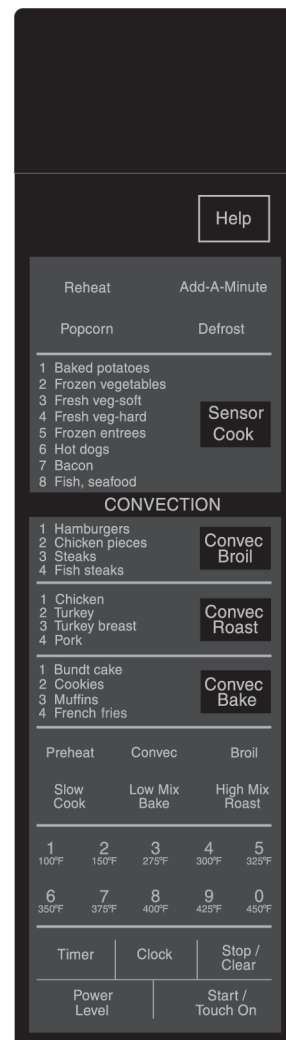 Help
Reheat Add-A-Minute
Popcorn Defrost
1 Baked potatoes
2 Frozen vegetables
3 Fresh veg-soft
4 Fresh veg-hard
5 Frozen entrees
6 Hot dogs
7 Bacon
8 Fish, seafood
Sensor
Cook
CONVECTION
1 Hamburgers
2 Chicken pieces
3 Steaks
4 Fish steaks
Convec
Broil
1 Chicken
2 Turkey
3 Turkey breast
4 Pork
Convec
Roast
1 Bundt cake
2 Cookies
3 Muffins
4 French fries
Convec
Bake
Preheat Convec Broil
Slow Low Mix High Mix
Cook Bake Roast
1 2 3 4 5
100°F 150°F 275°F 300°F 325°F
6 7 8 9 0
350°F 375°F 400°F 425°F 450°F
Timer Clock Stop /
Clear
Power Start /
Level Touch On